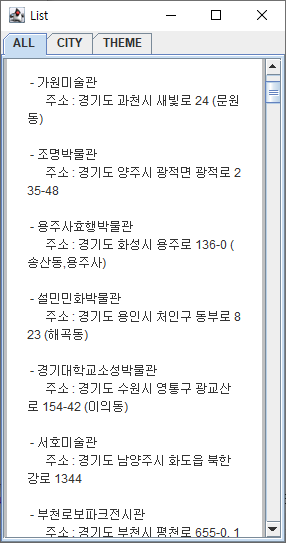 List
ALL CITY THEME
- 가원미술관
주소 : 경기도 과천시 새빛로 24 (문원
동)
- 조명박물관
주소 : 경기도 양주시 광적면 광적로 2
35-48
- 용주사효행박물관
주소 : 경기도 화성시 용주로 136-0 (
송산동,용주사)
- 설민민화박물관
주소 : 경기도 용인시 처인구 동부로 8
23 (해곡동)
- 경기대학교소성박물관
주소 : 경기도 수원시 영통구 광교산
로 154-42 (이의동)
- 서호미술관
주소 : 경기도 남양주시 화도읍 북한
강로 1344
- 부천로보파크전시관
주소 : 경기도 부천시 평천로 655-0, 1